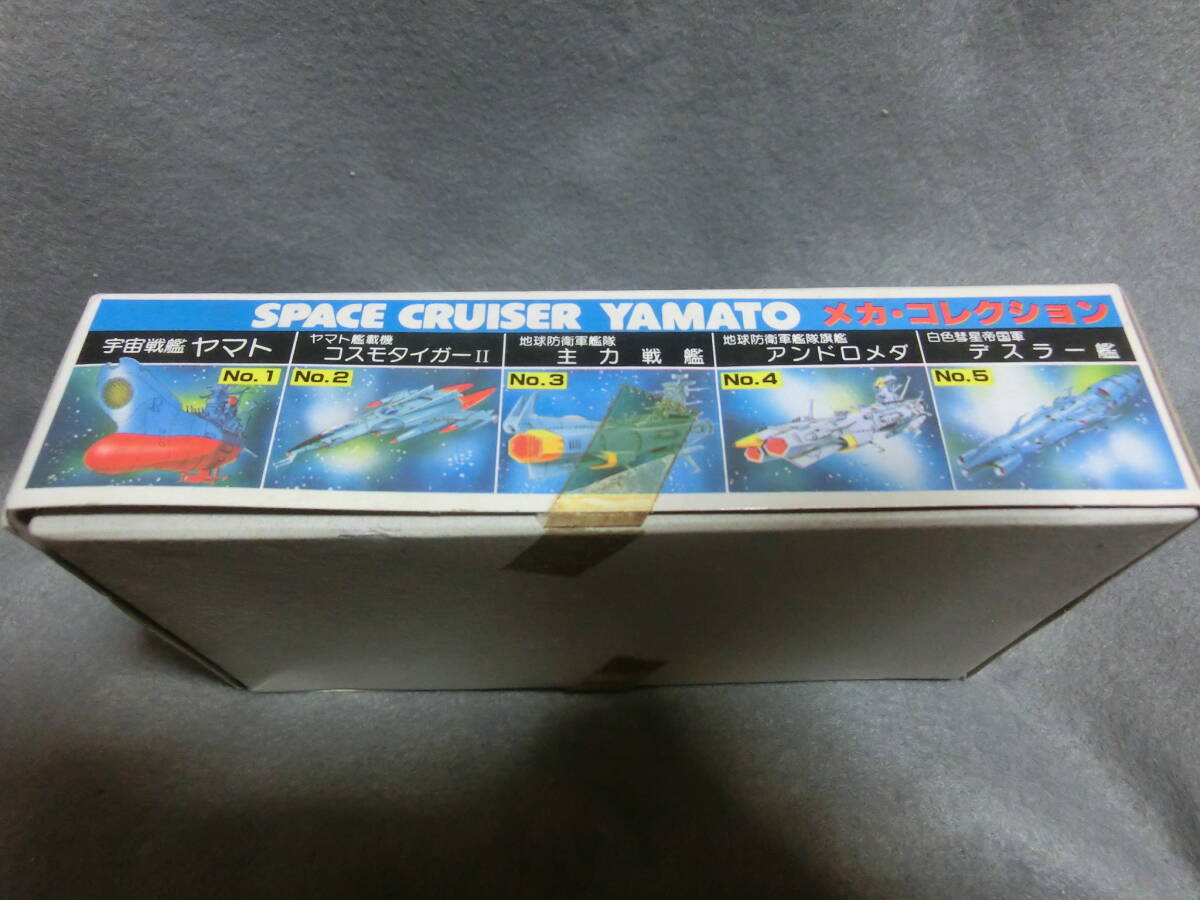 SPACE CRUISER YAMATO メカ・コレクション
宇宙戦艦 ヤマト
No.1
ヤマト艦載機
コスモタイガーII
No.2
地球防衛軍艦隊
主力戦艦
No.3
地球防衛軍艦隊旗艦
アンドロメダ
No.4
白色彗星帝国軍
デスラー艦
No.5